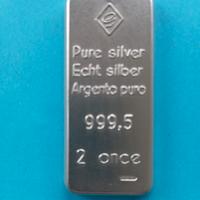 Pure silver
Echt silber
Argento puro
999,5
2 once